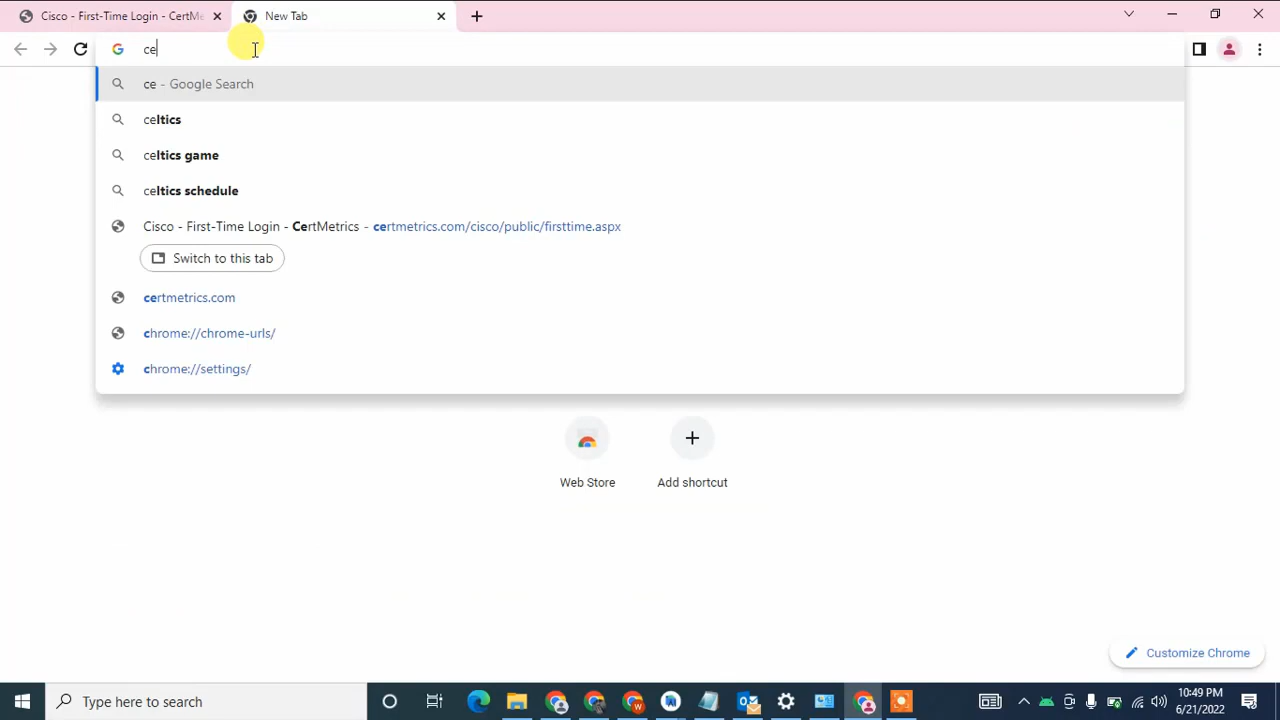 Cisco - First-Time Login - CertMe
New Tab
ce
ce - Google Search
celtics
celtics game
celtics schedule
Cisco - First-Time Login - CertMetrics - certmetrics.com/cisco/public/firsttime.aspx
Switch to this tab
certmetrics.com
chrome://chrome-urls/
chrome://settings/
Web Store
Add shortcut
Customize Chrome
Type here to search
10:49 PM
6/21/2022